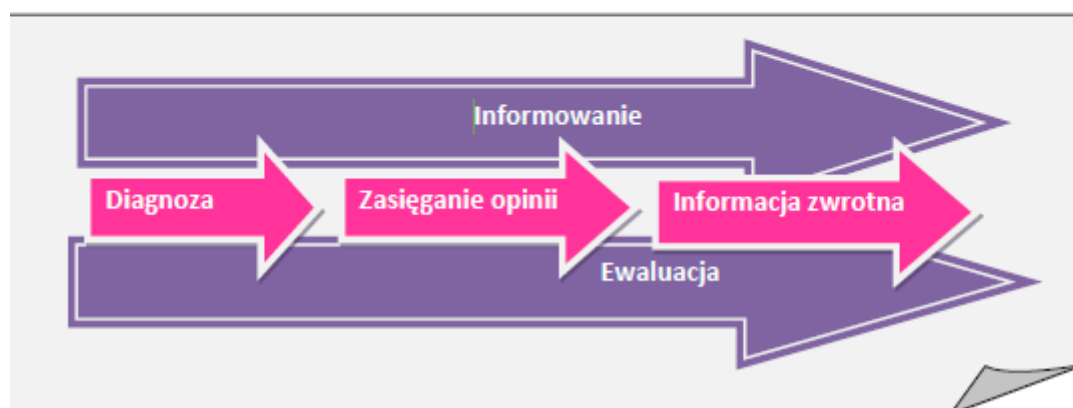 Informowanie
Diagnoza
Zasięganie opinii
Informacja zwrotna
Ewaluacja